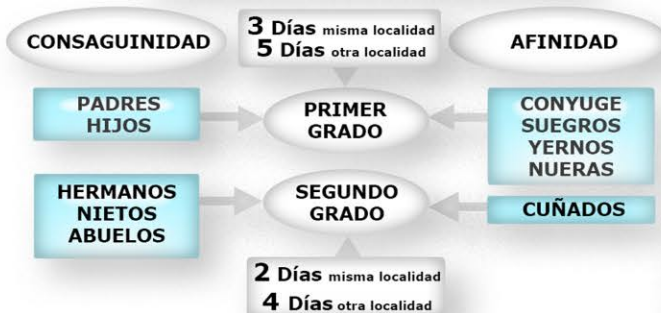 CONSAGUINIDAD
3 Días misma localidad
5 Días otra localidad
AFINIDAD
PADRES
HIJOS
PRIMER
GRADO
CONYUGE
SUEGROS
YERNOS
NUERAS
HERMANOS
NIETOS
ABUELOS
SEGUNDO
GRADO
CUÑADOS
2 Días misma localidad
4 Días otra localidad